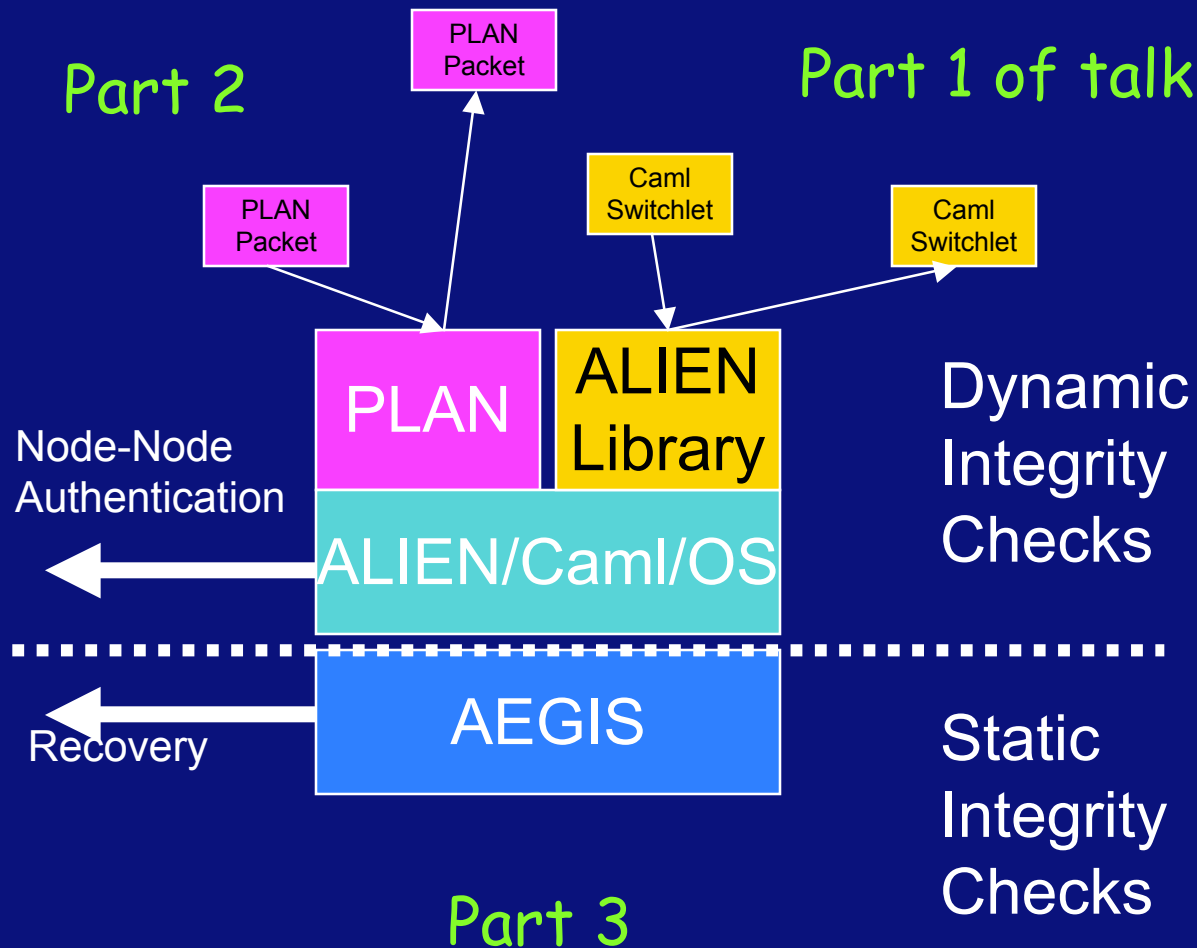 PLAN
Packet
Part 2
Part 1 of talk
PLAN
Packet
Caml
Switchlet
Caml
Switchlet
PLAN
ALIEN
Library
Dynamic
Integrity
Checks
Node-Node
Authentication
ALIEN/Caml/OS
AEGIS
Recovery
Static
Integrity
Checks
Part 3